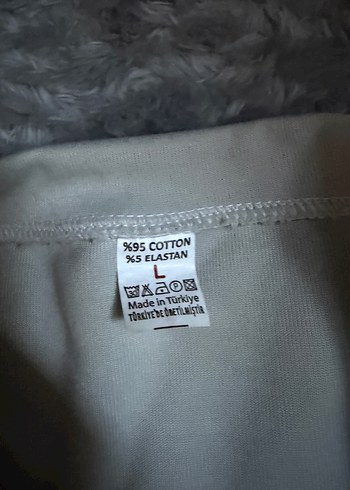 %95 COTTON
%5 ELASTAN
L
Made in Türkiye
TÜRKİYE'DE ÜRETİLMİŞTİR